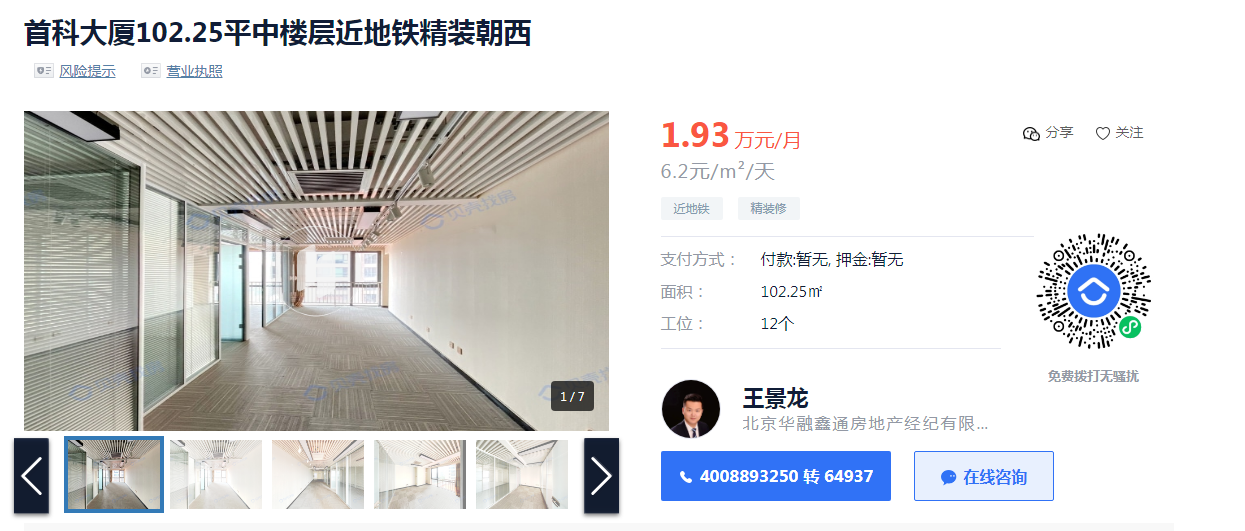 首科大厦102.25平中楼层近地铁精装朝西
风险提示 营业执照
贝壳找房
1 / 7
1.93 万元/月
分享 关注
6.2元/m²/天
近地铁 精装修
支付方式： 付款:暂无, 押金:暂无
面积： 102.25㎡
工位： 12个
免费拨打无骚扰
王景龙
北京华融鑫通房地产经纪有限...
4008893250 转 64937
在线咨询